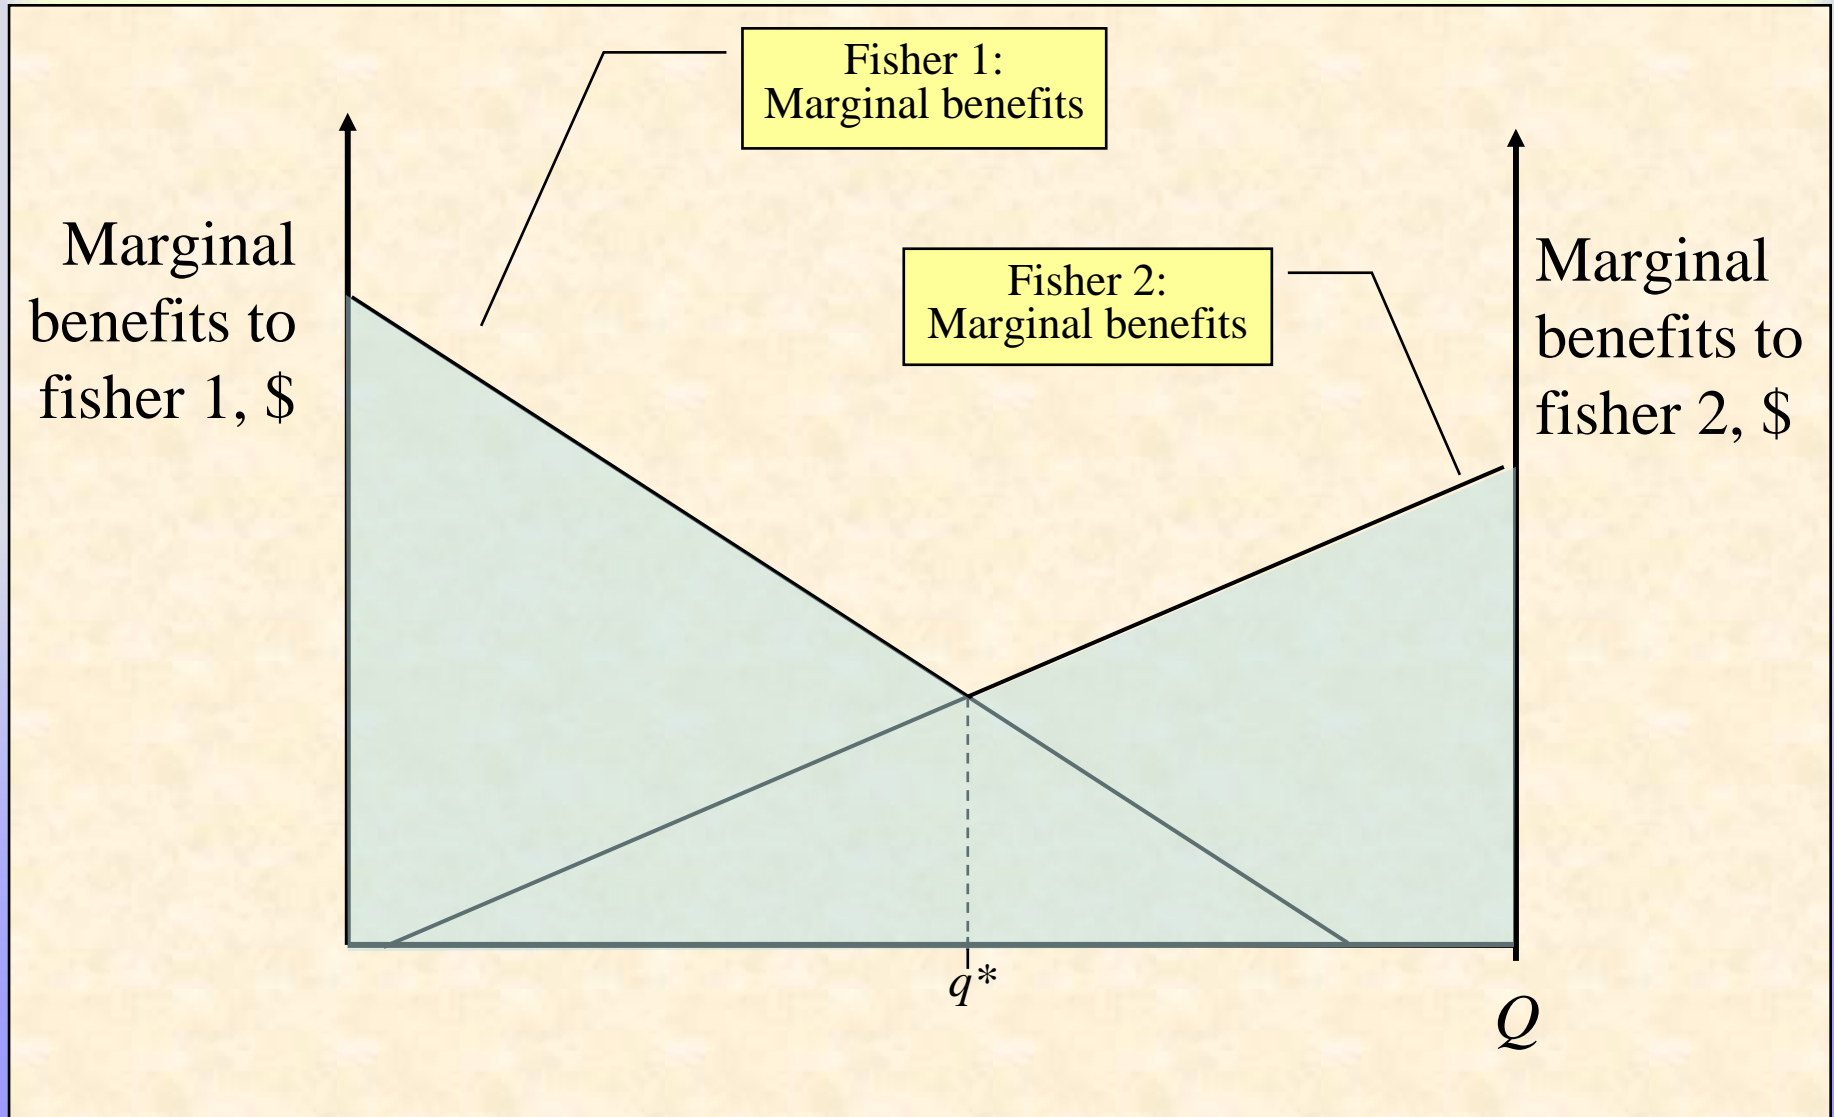 Fisher 1:
Marginal benefits
Marginal
benefits to
fisher 1, $
Fisher 2:
Marginal benefits
Marginal
benefits to
fisher 2, $
q*
Q